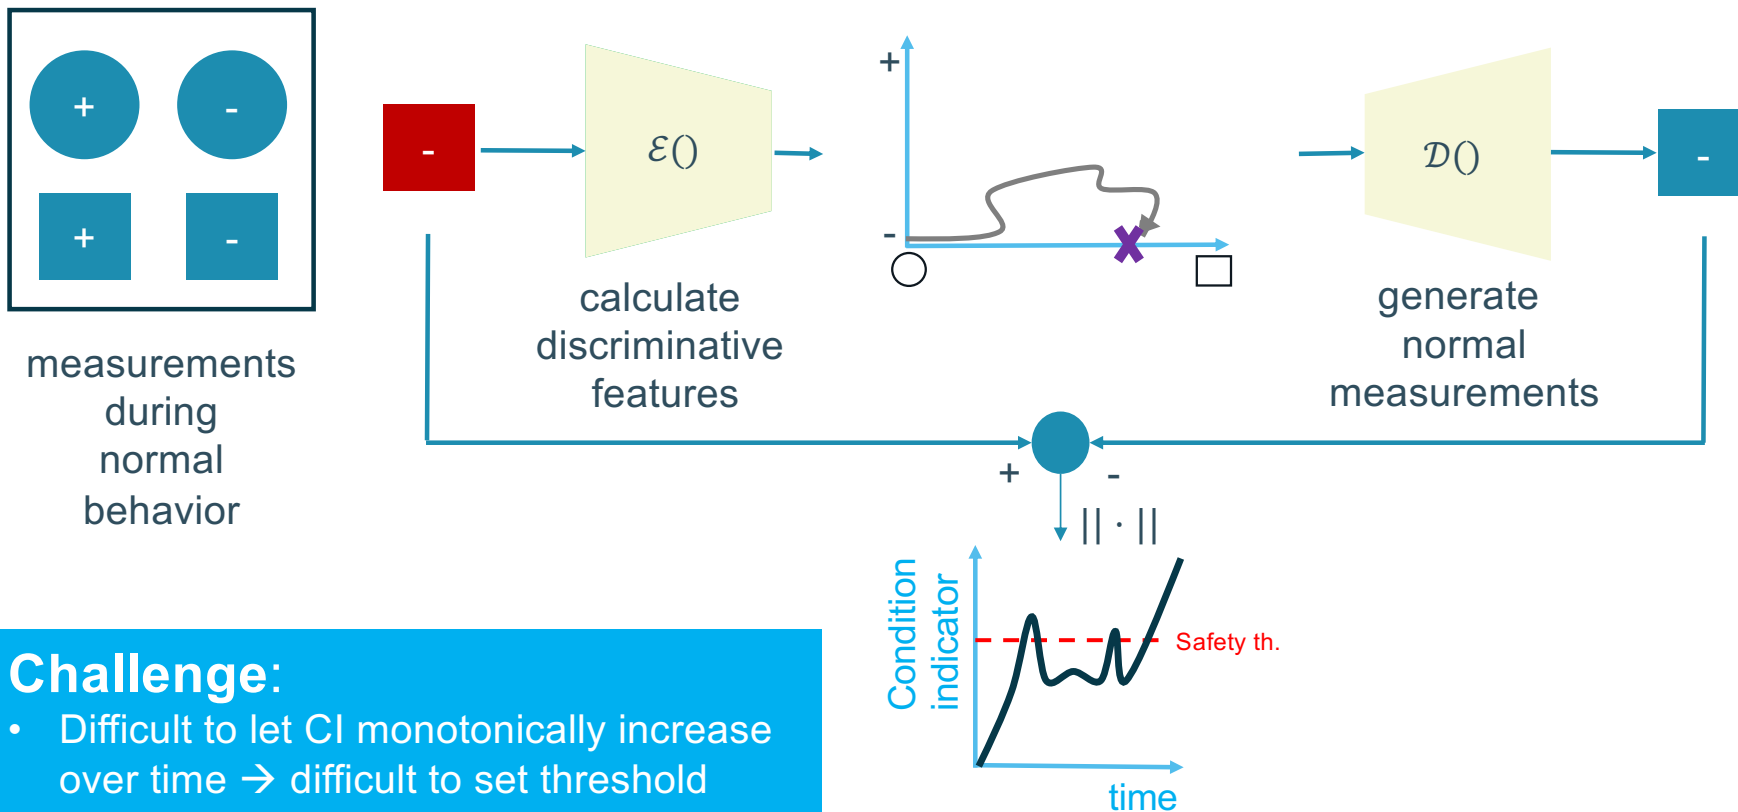 + -
+ -
measurements
during
normal
behavior
-
ℰ()
calculate
discriminative
features
+
-
𝒟()
generate
normal
measurements
-
+ -
|| · ||
Condition
indicator
Safety th.
time
Challenge:
• Difficult to let CI monotonically increase
over time → difficult to set threshold